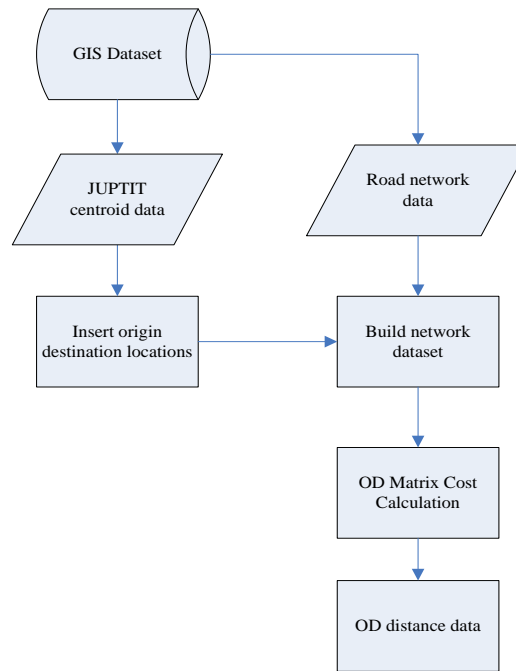 GIS Dataset
JUPTIT
centroid data
Road network
data
Insert origin
destination locations
Build network
dataset
OD Matrix Cost
Calculation
OD distance data